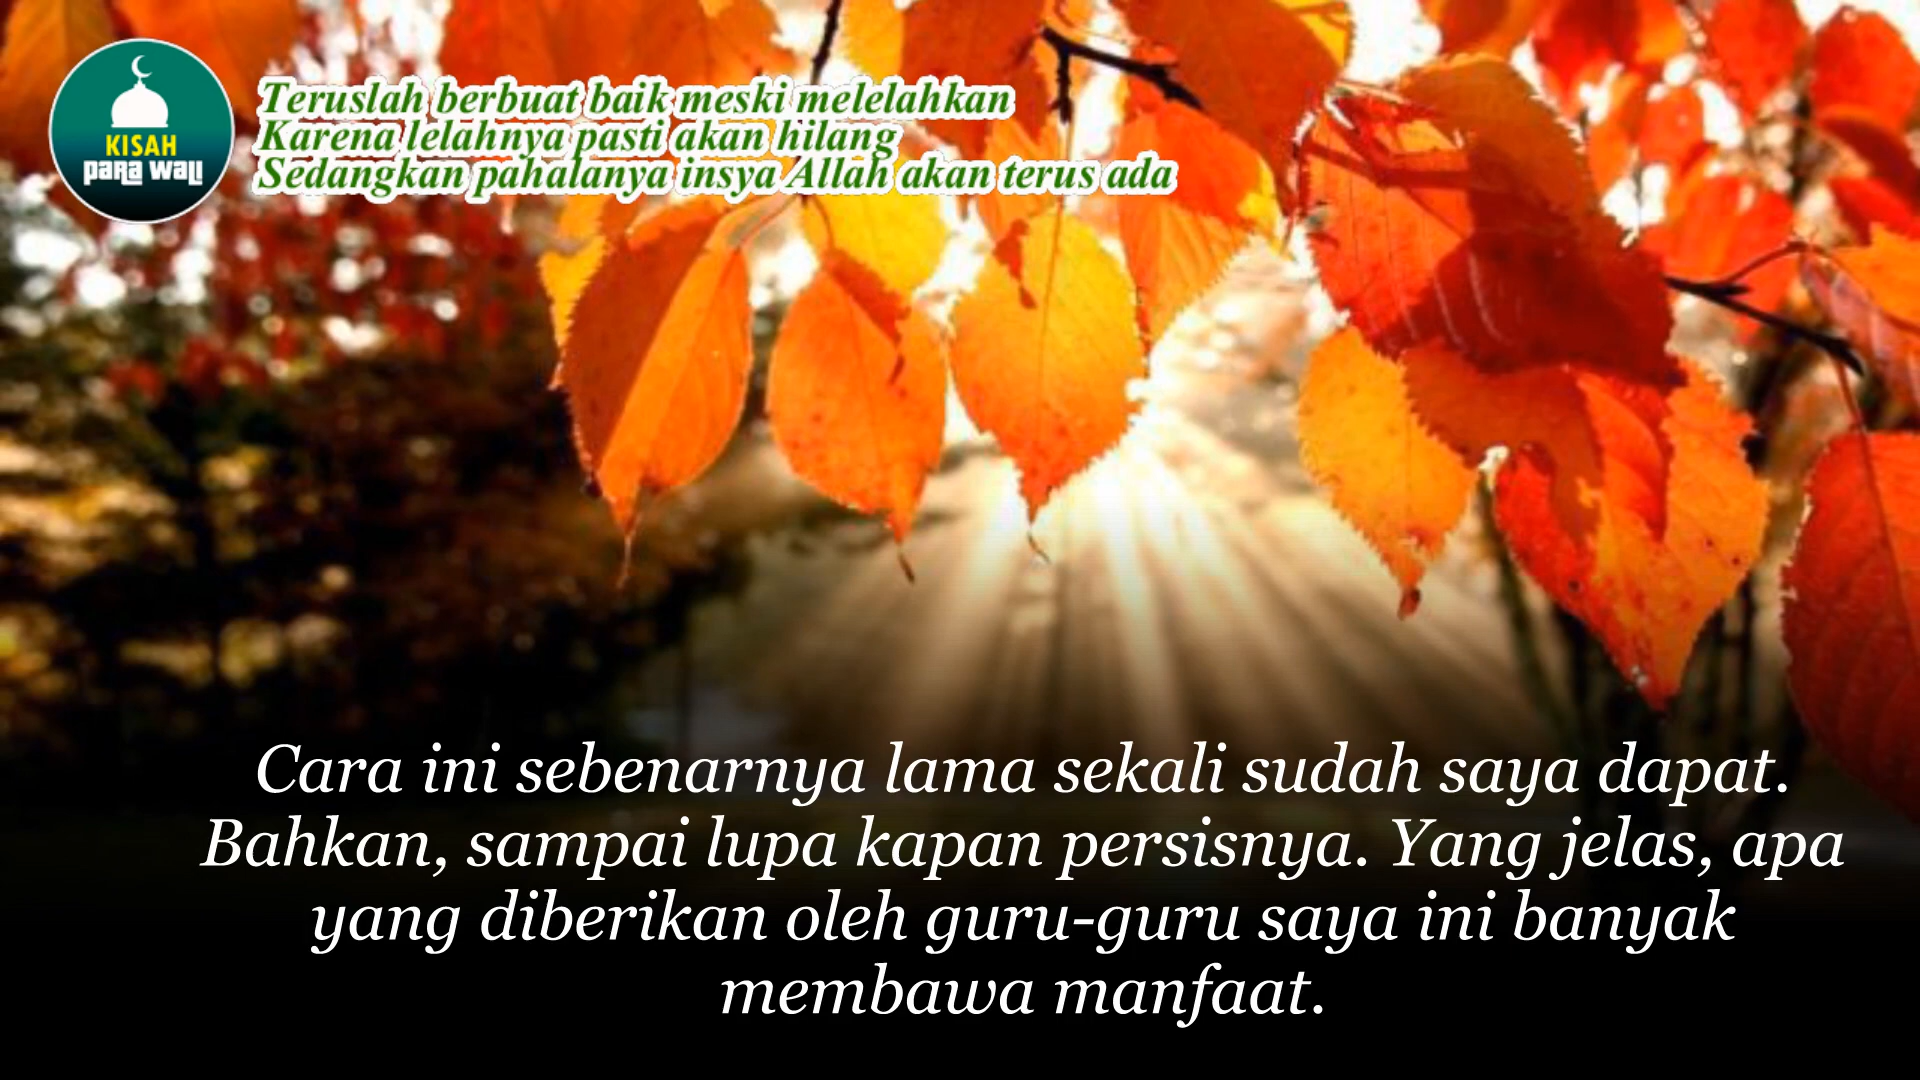 KISAH
PARA WALI
Teruslah berbuat baik meski melelahkan
Karena lelahnya pasti akan hilang
Sedangkan pahalanya insya Allah akan terus ada
Cara ini sebenarnya lama sekali sudah saya dapat.
Bahkan, sampai lupa kapan persisnya. Yang jelas, apa
yang diberikan oleh guru-guru saya ini banyak
membawa manfaat.